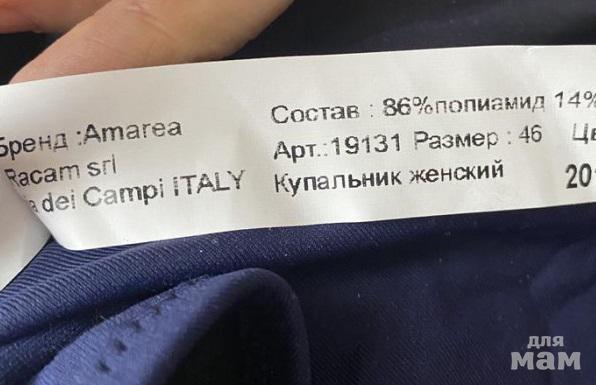 Бренд :Amarea
Racam srl
dei Campi ITALY
Состав : 86%полиамид 14%
Арт.:19131 Размер : 46
Купальник женский
для
мам